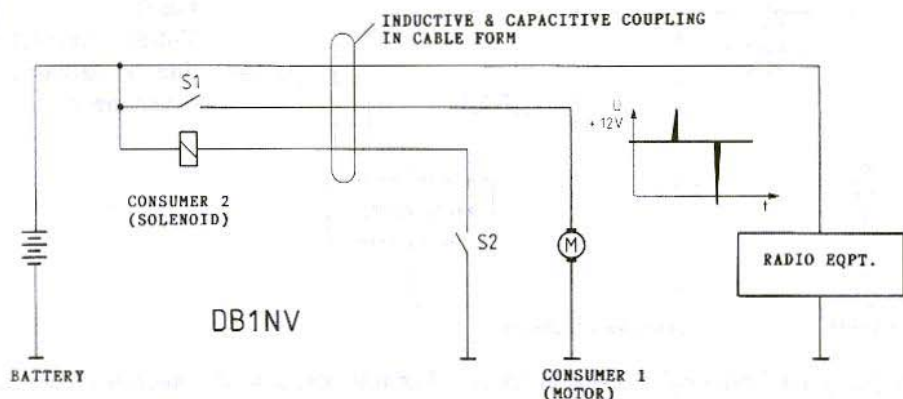 INDUCTIVE & CAPACITIVE COUPLING
IN CABLE FORM
S1
U
+12V
t
CONSUMER 2
(SOLENOID)
S2
M
RADIO EQPT.
DB1NV
BATTERY
CONSUMER 1
(MOTOR)